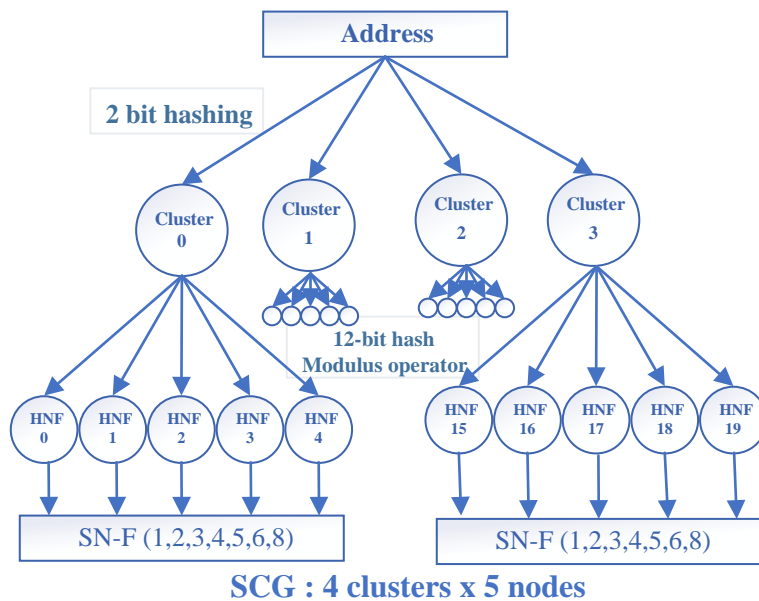 Address
2 bit hashing
Cluster
0
Cluster
1
Cluster
2
Cluster
3
12-bit hash
Modulus operator
HNF
0
HNF
1
HNF
2
HNF
3
HNF
4
HNF
15
HNF
16
HNF
17
HNF
18
HNF
19
SN-F (1,2,3,4,5,6,8)
SN-F (1,2,3,4,5,6,8)
SCG : 4 clusters x 5 nodes